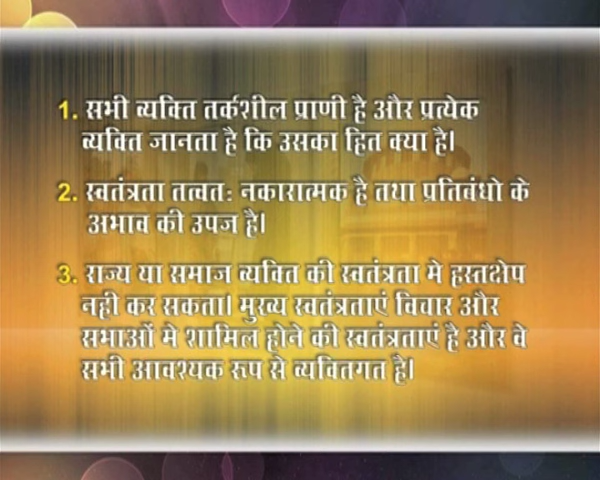 1. सभी व्यक्ति तर्कशील प्राणी है और प्रत्येक
व्यक्ति जानता है कि उसका हित क्या है।
2. स्वतंत्रता तत्वतः नकारात्मक है तथा प्रतिबंधो के
अभाव की उपज है।
3. राज्य या समाज व्यक्ति की स्वतंत्रता मे हस्तक्षेप
नही कर सकता। मुख्य स्वतंत्रताएं विचार और
सभाओं मे शामिल होने की स्वतंत्रताएं है और वे
सभी आवश्यक रूप से व्यक्तिगत है।